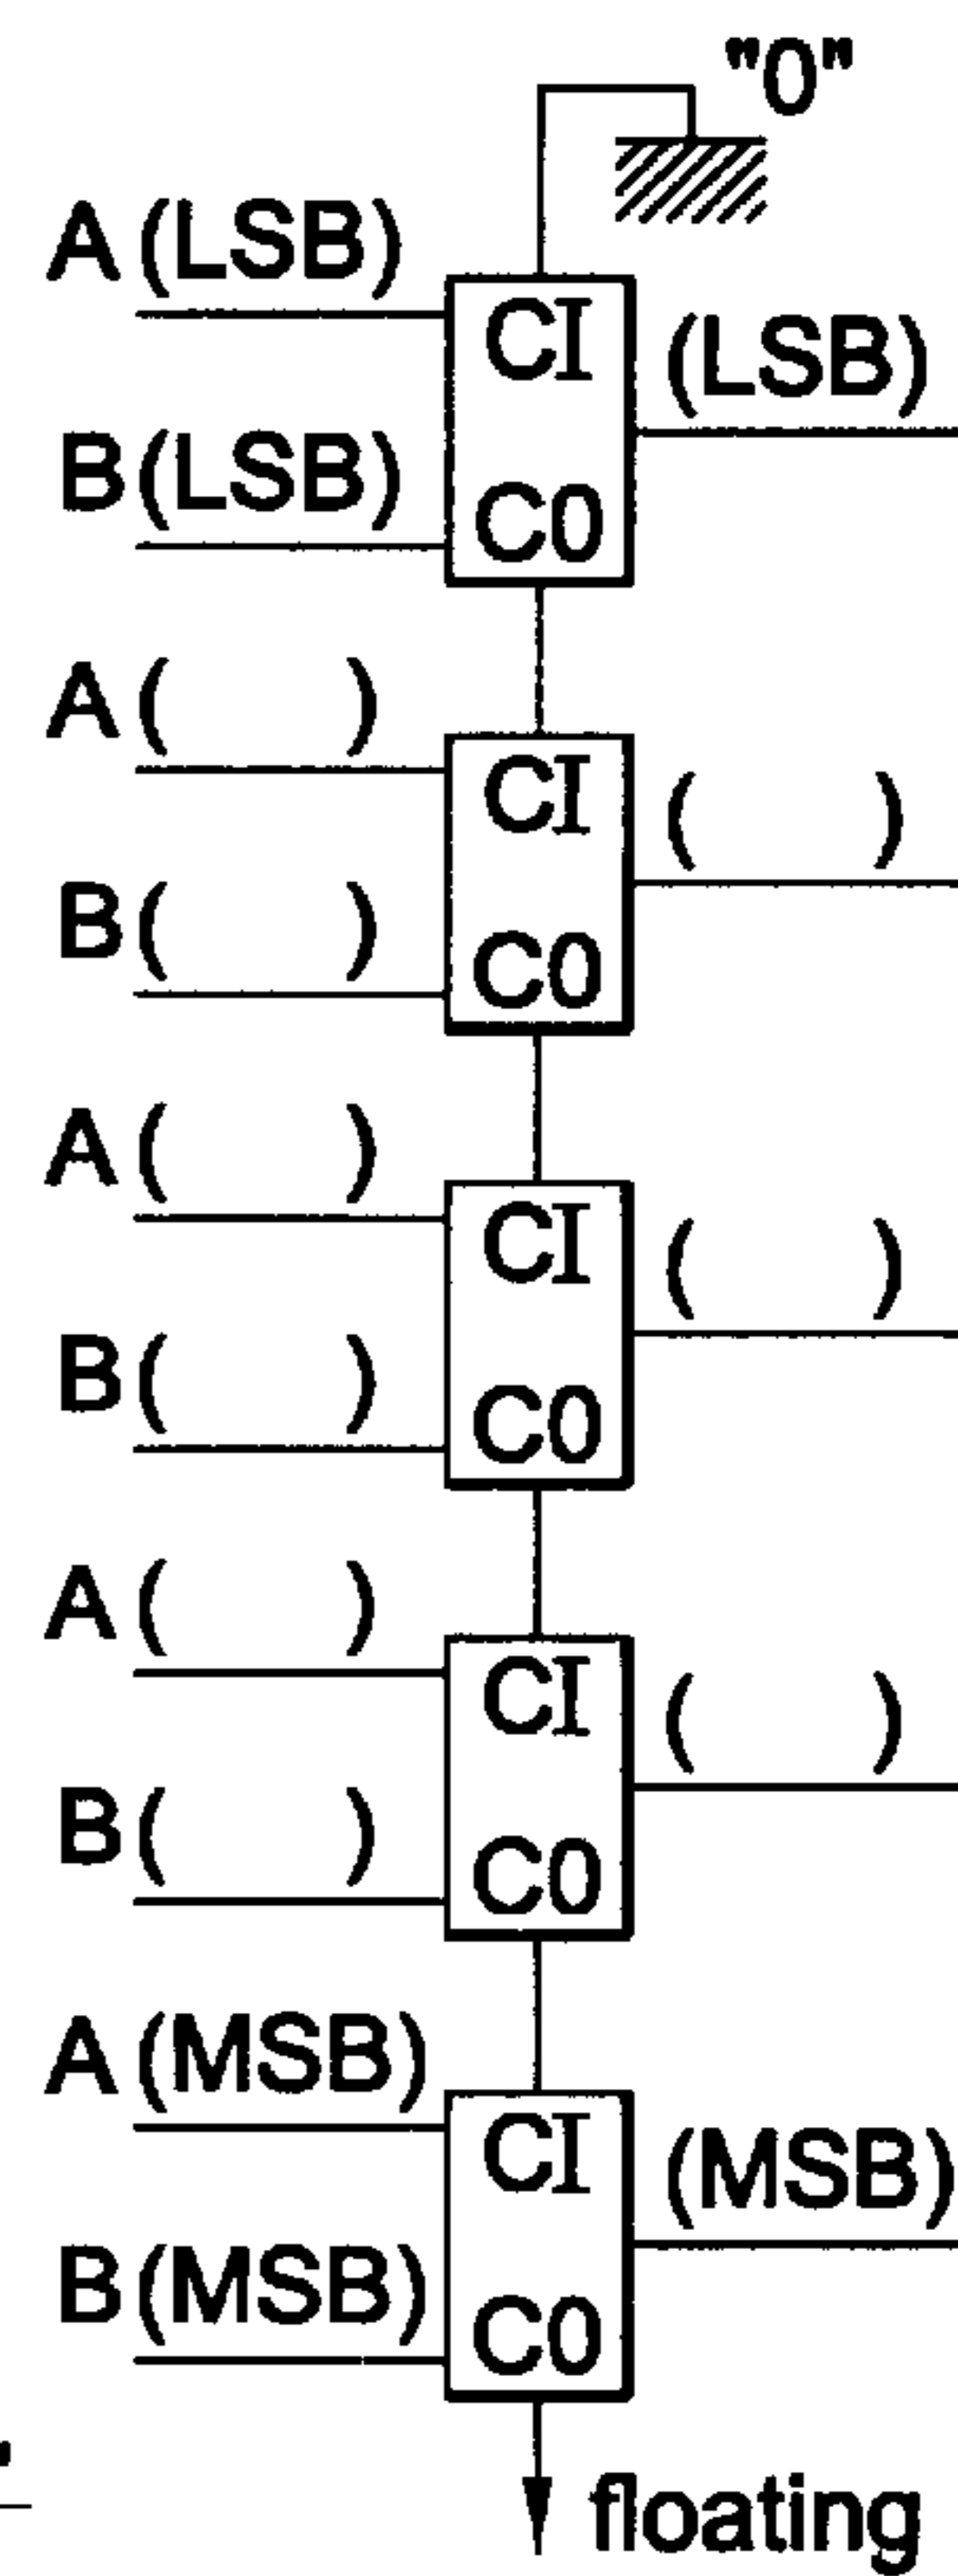 "0"
A (LSB)
CI
(LSB)
B (LSB)
C0
A ( )
CI
( )
B ( )
C0
A ( )
CI
( )
B ( )
C0
A ( )
CI
( )
B ( )
C0
A (MSB)
CI
(MSB)
B (MSB)
C0
floating